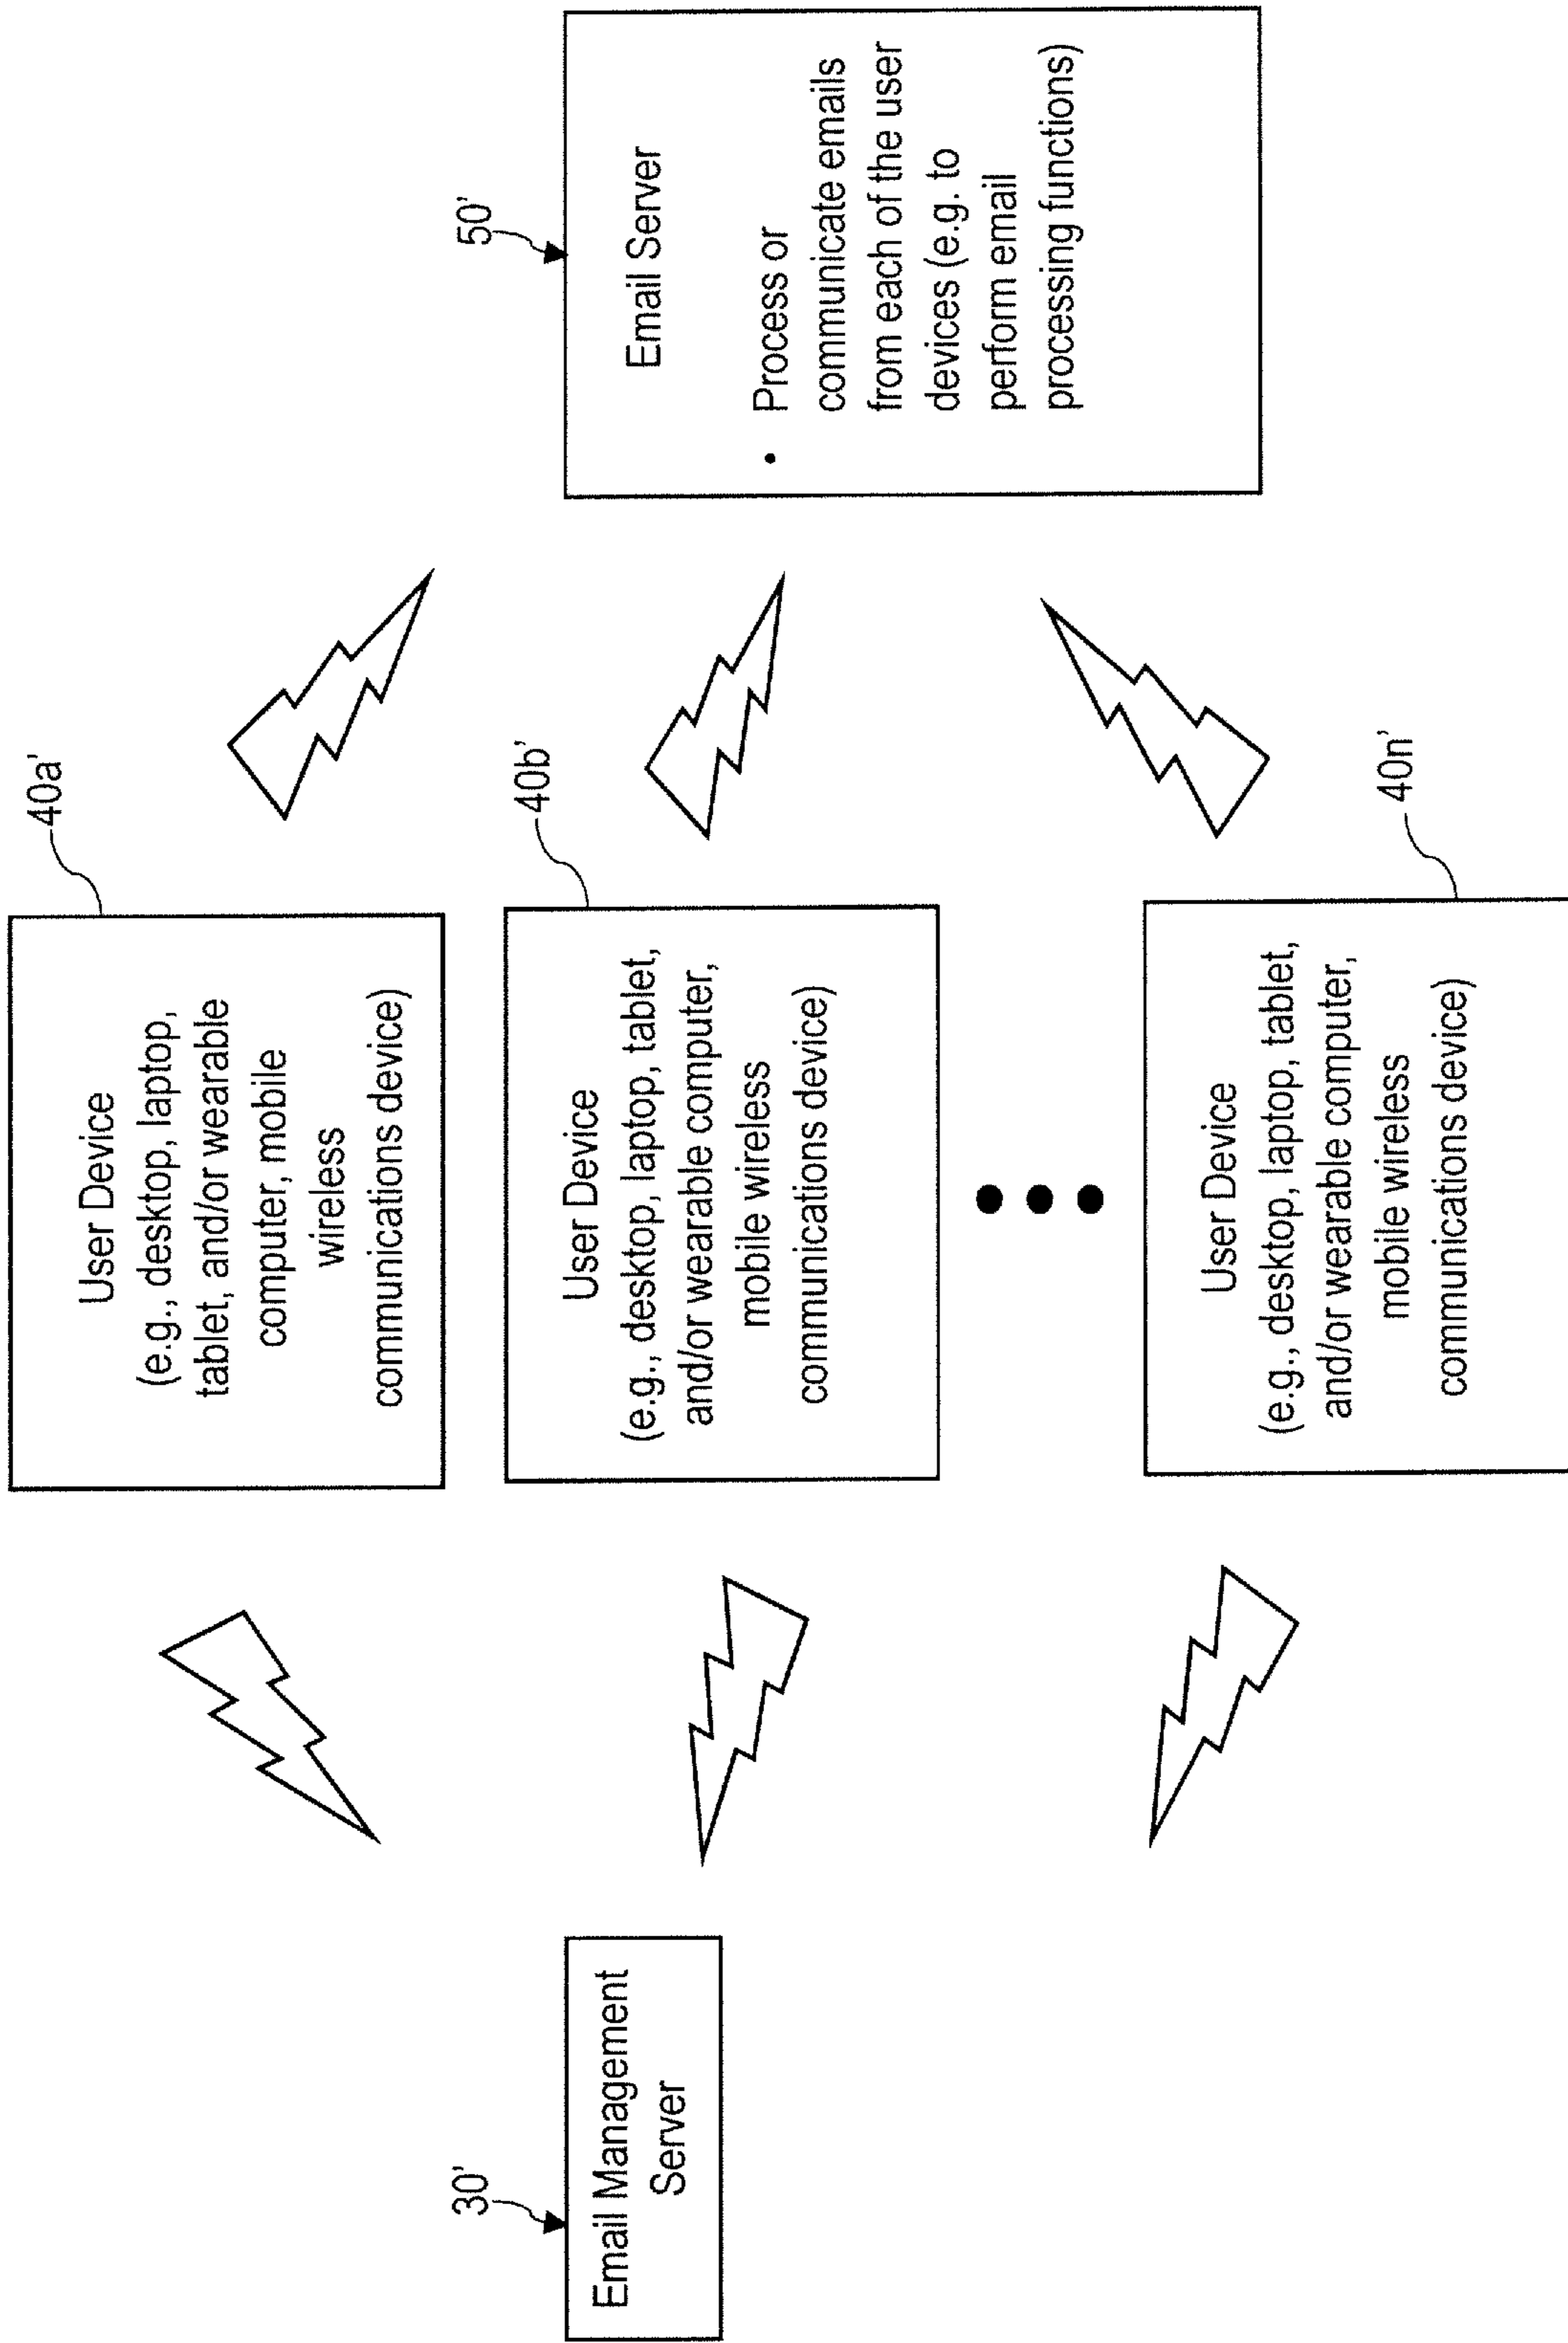 30'
Email Management
Server
40a'
User Device
(e.g., desktop, laptop,
tablet, and/or wearable
computer, mobile
wireless
communications device)
40b'
User Device
(e.g., desktop, laptop, tablet,
and/or wearable computer,
mobile wireless
communications device)
40n'
User Device
(e.g., desktop, laptop, tablet,
and/or wearable computer,
mobile wireless
communications device)
50'
Email Server
• Process or
communicate emails
from each of the user
devices (e.g. to
perform email
processing functions)